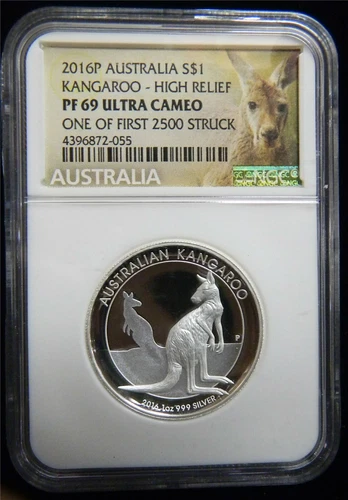 2016P AUSTRALIA S$1
KANGAROO - HIGH RELIEF
PF 69 ULTRA CAMEO
ONE OF FIRST 2500 STRUCK
4396872-055
AUSTRALIA
NGC
AUSTRALIAN KANGAROO
P
2016 1oz 999 SILVER